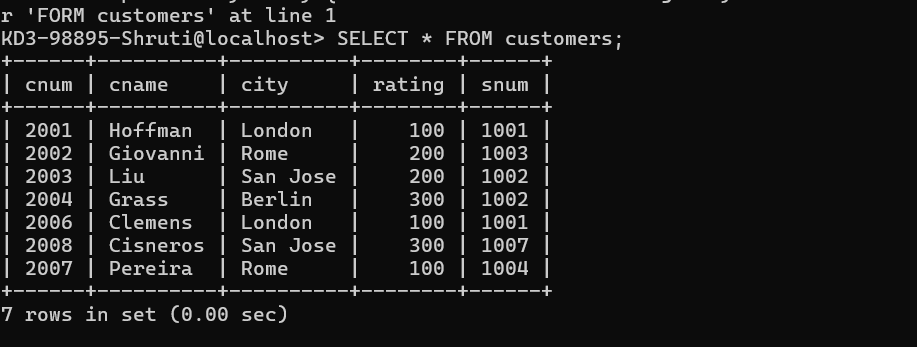 r 'FORM customers' at line 1
KD3-98895-Shruti@localhost> SELECT * FROM customers;
+------+----------+----------+--------+------+
| cnum | cname    | city     | rating | snum |
+------+----------+----------+--------+------+
| 2001 | Hoffman  | London   |    100 | 1001 |
| 2002 | Giovanni | Rome     |    200 | 1003 |
| 2003 | Liu      | San Jose |    200 | 1002 |
| 2004 | Grass    | Berlin   |    300 | 1002 |
| 2006 | Clemens  | London   |    100 | 1001 |
| 2008 | Cisneros | San Jose |    300 | 1007 |
| 2007 | Pereira  | Rome     |    100 | 1004 |
+------+----------+----------+--------+------+
7 rows in set (0.00 sec)